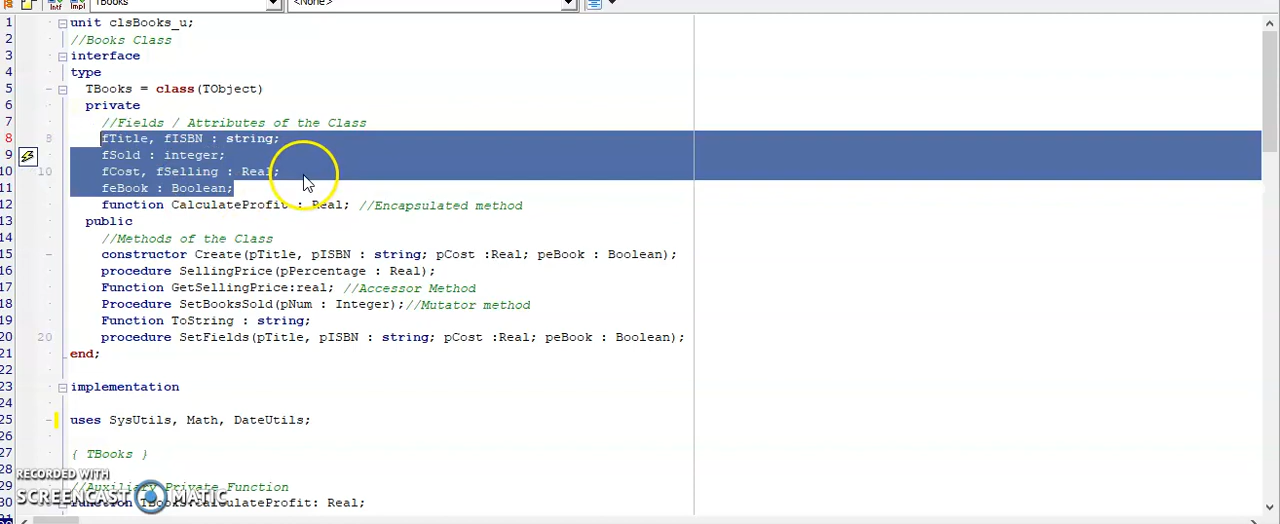 TBooks <None>
1 unit clsBooks_u;
2 //Books Class
3 interface
4 type
5 TBooks = class(TObject)
6 private
7 //Fields / Attributes of the Class
8 8 fTitle, fISBN : string;
9 fSold : integer;
10 10 fCost, fSelling : Real;
11 feBook : Boolean;
12 function CalculateProfit : Real; //Encapsulated method
13 public
14 //Methods of the Class
15 constructor Create(pTitle, pISBN : string; pCost :Real; peBook : Boolean);
16 procedure SellingPrice(pPercentage : Real);
17 Function GetSellingPrice:real; //Accessor Method
18 Procedure SetBooksSold(pNum : Integer);//Mutator method
19 Function ToString : string;
20 20 procedure SetFields(pTitle, pISBN : string; pCost :Real; peBook : Boolean);
21 end;
22
23 implementation
24
25 uses SysUtils, Math, DateUtils;
26
27 { TBooks }
28
RECORDED WITH
29 //Auxiliary Private Function
SCREENCAST MATIC
30 function TBooks.CalculateProfit: Real;